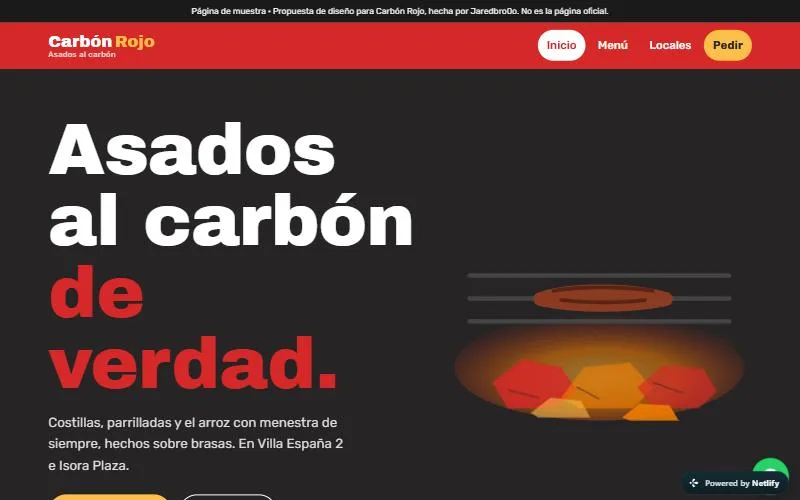 Página de muestra • Propuesta de diseño para Carbón Rojo, hecha por Jaredbro0o. No es la página oficial.
Carbón Rojo
Asados al carbón
Inicio
Menú
Locales
Pedir
Asados
al carbón
de
verdad.
Costillas, parrilladas y el arroz con menestra de
siempre, hechos sobre brasas. En Villa España 2
e Isora Plaza.
Powered by Netlify